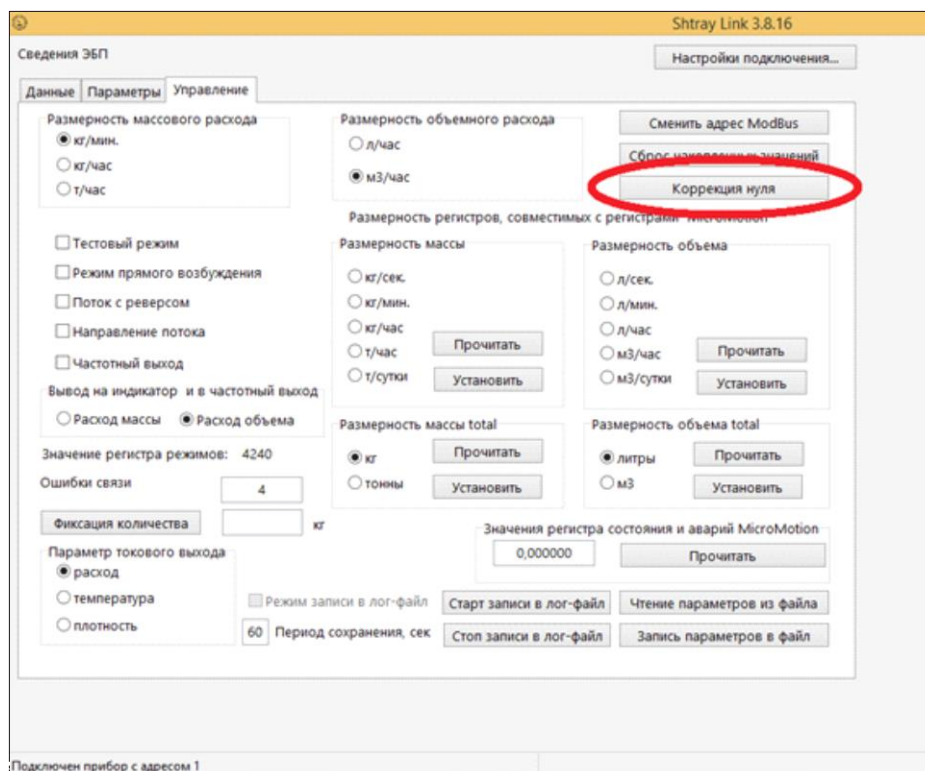 Shtray Link 3.8.16
Сведения ЭБП
Настройки подключения...
Данные Параметры Управление
Размерность массового расхода
кг/мин.
кг/час
т/час
Размерность объемного расхода
л/час
м3/час
Сменить адрес ModBus
Сброс накопленных значений
Коррекция нуля
Размерность регистров, совместимых с регистрами MicroMotion
Тестовый режим
Режим прямого возбуждения
Поток с реверсом
Направление потока
Частотный выход
Размерность массы
кг/сек.
кг/мин.
кг/час
т/час
т/сутки
Прочитать
Установить
Размерность объема
л/сек.
л/мин.
л/час
м3/час
м3/сутки
Прочитать
Установить
Вывод на индикатор и в частотный выход
Расход массы Расход объема
Размерность массы total
кг
тонны
Прочитать
Установить
Размерность объема total
литры
м3
Прочитать
Установить
Значение регистра режимов: 4240
Ошибки связи 4
Фиксация количества кг
Значения регистра состояния и аварий MicroMotion
0,000000 Прочитать
Параметр токового выхода
расход
температура
плотность
Режим записи в лог-файл
60 Период сохранения, сек
Старт записи в лог-файл
Стоп записи в лог-файл
Чтение параметров из файла
Запись параметров в файл
Подключен прибор с адресом 1